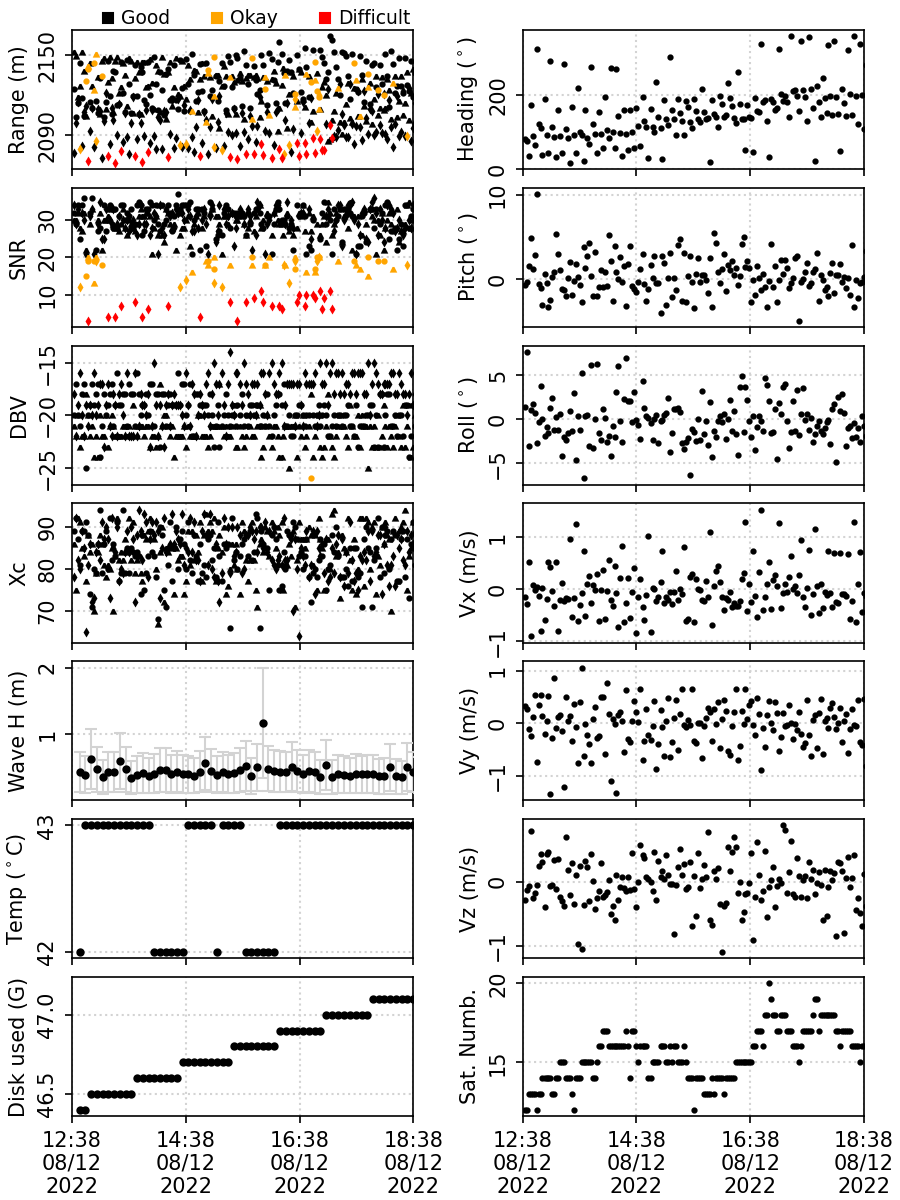 Good Okay Difficult
Range (m)
2150
2090
Heading (°)
200
0
SNR
30
20
10
Pitch (°)
10
0
DBV
−15
−20
−25
Roll (°)
5
0
−5
Xc
90
80
70
Vx (m/s)
1
0
−1
Wave H (m)
2
1
Vy (m/s)
1
0
−1
Temp (°C)
43
42
Vz (m/s)
0
−1
Disk used (G)
47.0
46.5
Sat. Numb.
20
15
12:38 14:38 16:38 18:38 12:38 14:38 16:38 18:38
08/12 08/12 08/12 08/12 08/12 08/12 08/12 08/12
2022 2022 2022 2022 2022 2022 2022 2022